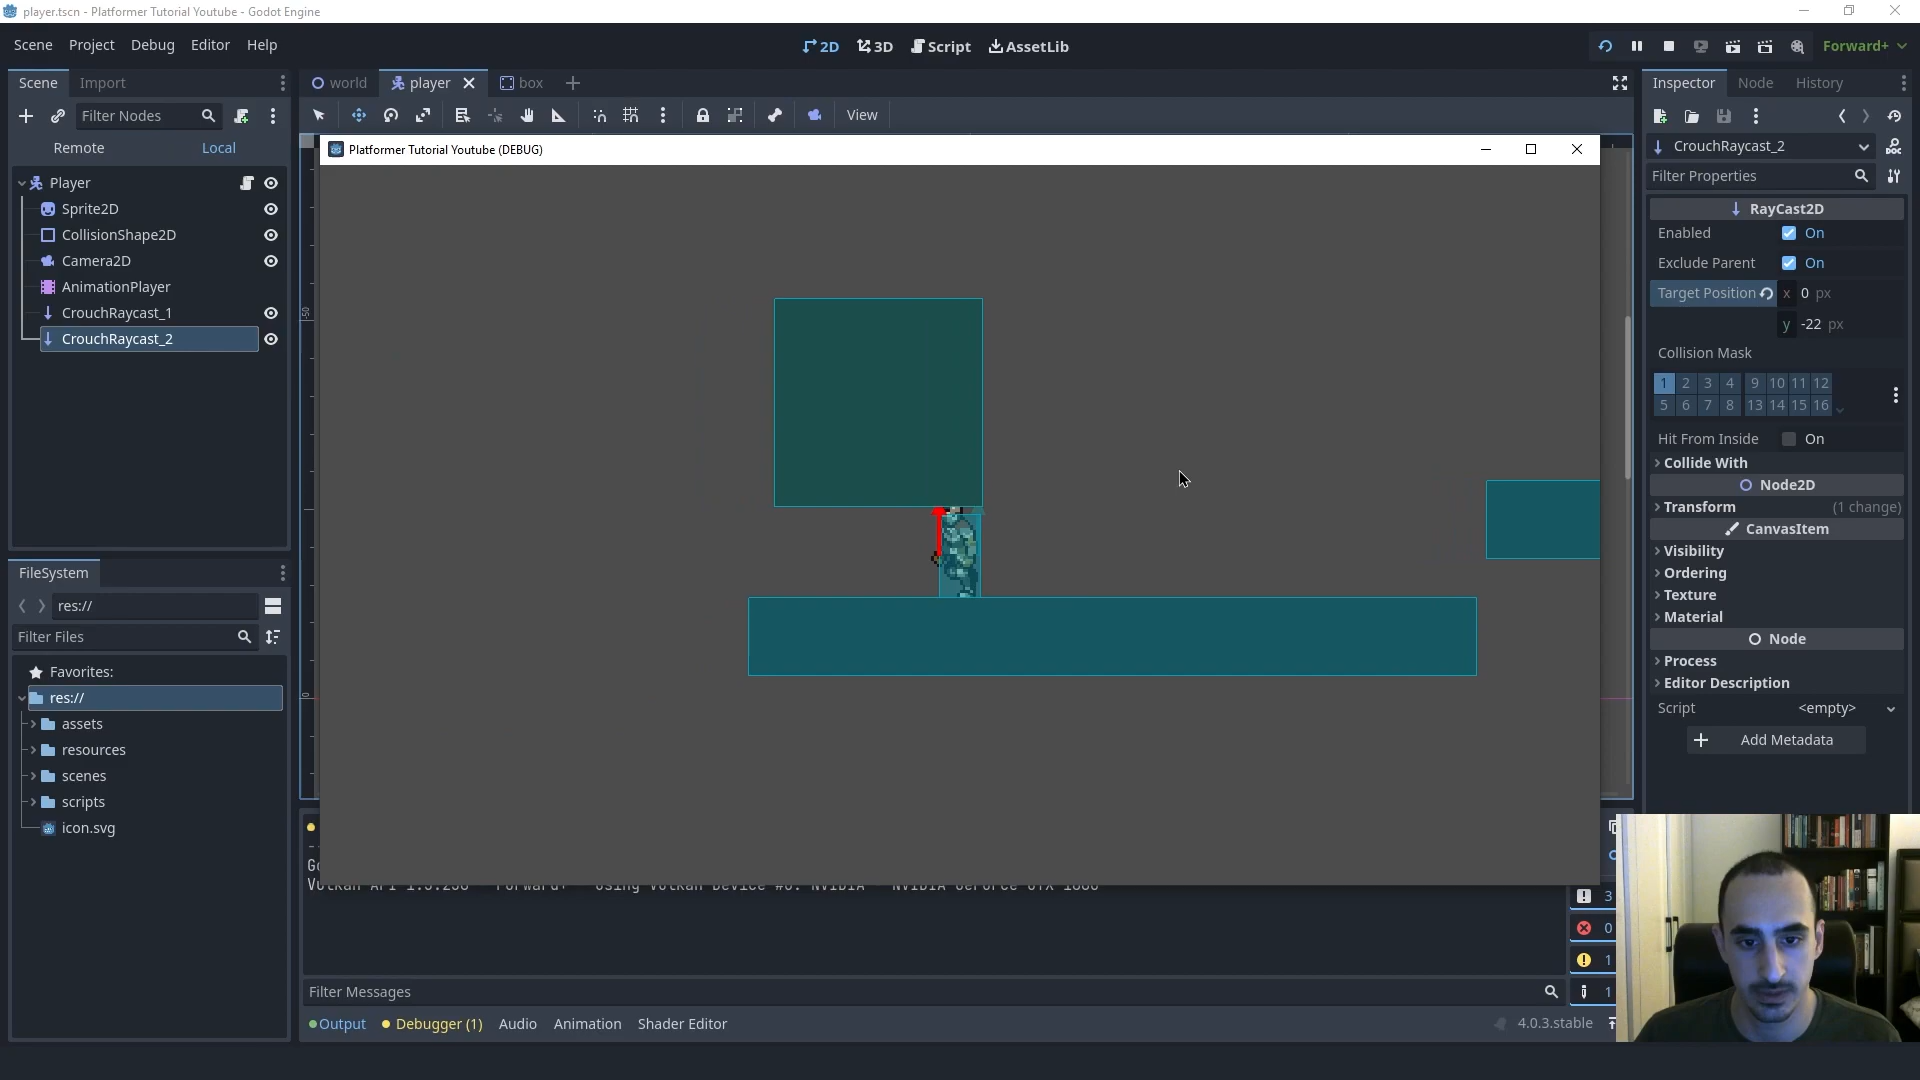 player.tscn - Platformer Tutorial Youtube - Godot Engine
Scene Project Debug Editor Help
2D 3D Script AssetLib
Forward+
Scene Import
world player box
Inspector Node History
Filter Nodes
View
Remote Local
Player
Sprite2D
CollisionShape2D
Camera2D
AnimationPlayer
CrouchRaycast_1
CrouchRaycast_2
Platformer Tutorial Youtube (DEBUG)
-50
0
CrouchRaycast_2
Filter Properties
RayCast2D
Enabled On
Exclude Parent On
Target Position x 0 px
y -22 px
Collision Mask
1 2 3 4 9 10 11 12
5 6 7 8 13 14 15 16
Hit From Inside On
Collide With
Node2D
Transform (1 change)
CanvasItem
Visibility
Ordering
Texture
Material
Node
Process
Editor Description
Script <empty>
Add Metadata
FileSystem
res://
Filter Files
Favorites:
res://
assets
resources
scenes
scripts
icon.svg
3
0
1
1
Filter Messages
Output Debugger (1) Audio Animation Shader Editor
4.0.3.stable